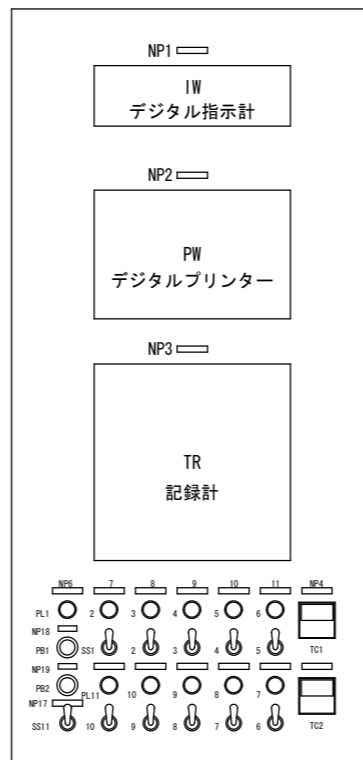 NP1
IW
デジタル指示計
NP2
PW
デジタルプリンター
NP3
TR
記録計
NP6 7 8 9 10 11 NP4
PL1 2 3 4 5 6
NP18
PB1 SS1 2 3 4 5 TC1
NP19
PB2 PL11 10 9 8 7
NP17
SS11 10 9 8 7 6 TC2